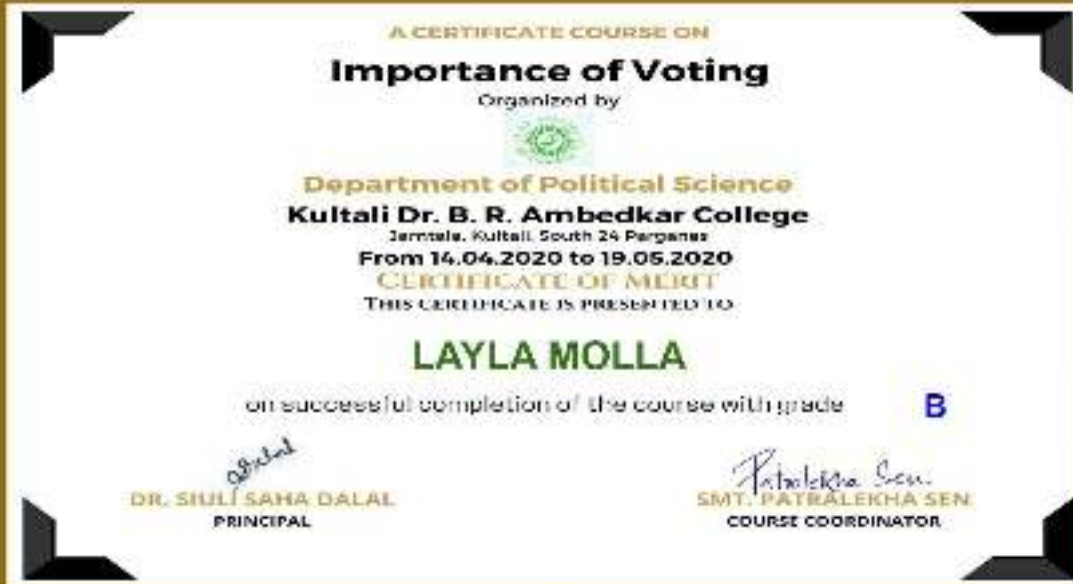 A CERTIFICATE COURSE ON
Importance of Voting
Organized by
Department of Political Science
Kultali Dr. B. R. Ambedkar College
Jamtala, Kultali, South 24 Parganas
From 14.04.2020 to 19.05.2020
CERTIFICATE OF MERIT
THIS CERTIFICATE IS PRESENTED TO
LAYLA MOLLA
on successful completion of the course with grade B
DR. SIULI SAHA DALAL
PRINCIPAL
Patralekha Sen.
SMT. PATRALEKHA SEN
COURSE COORDINATOR